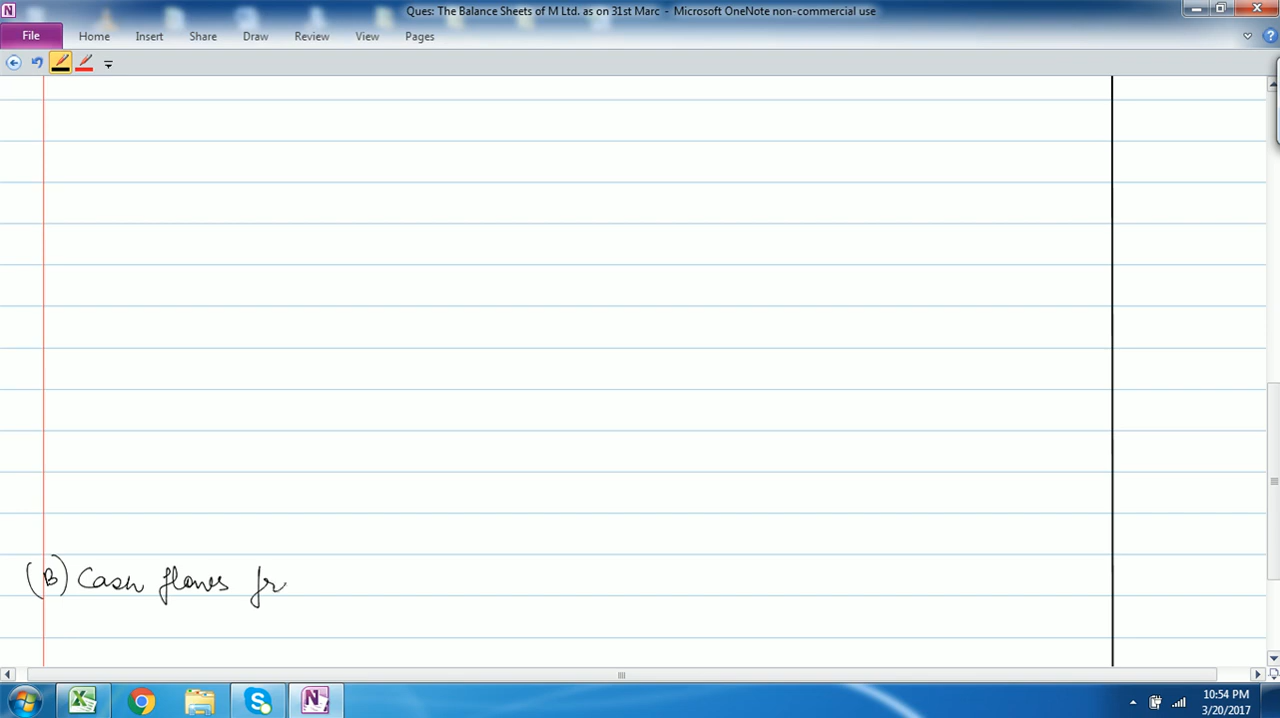 Ques: The Balance Sheets of M Ltd. as on 31st Marc - Microsoft OneNote non-commercial use
File Home Insert Share Draw Review View Pages
(B) Cash flows fr
10:54 PM
3/20/2017